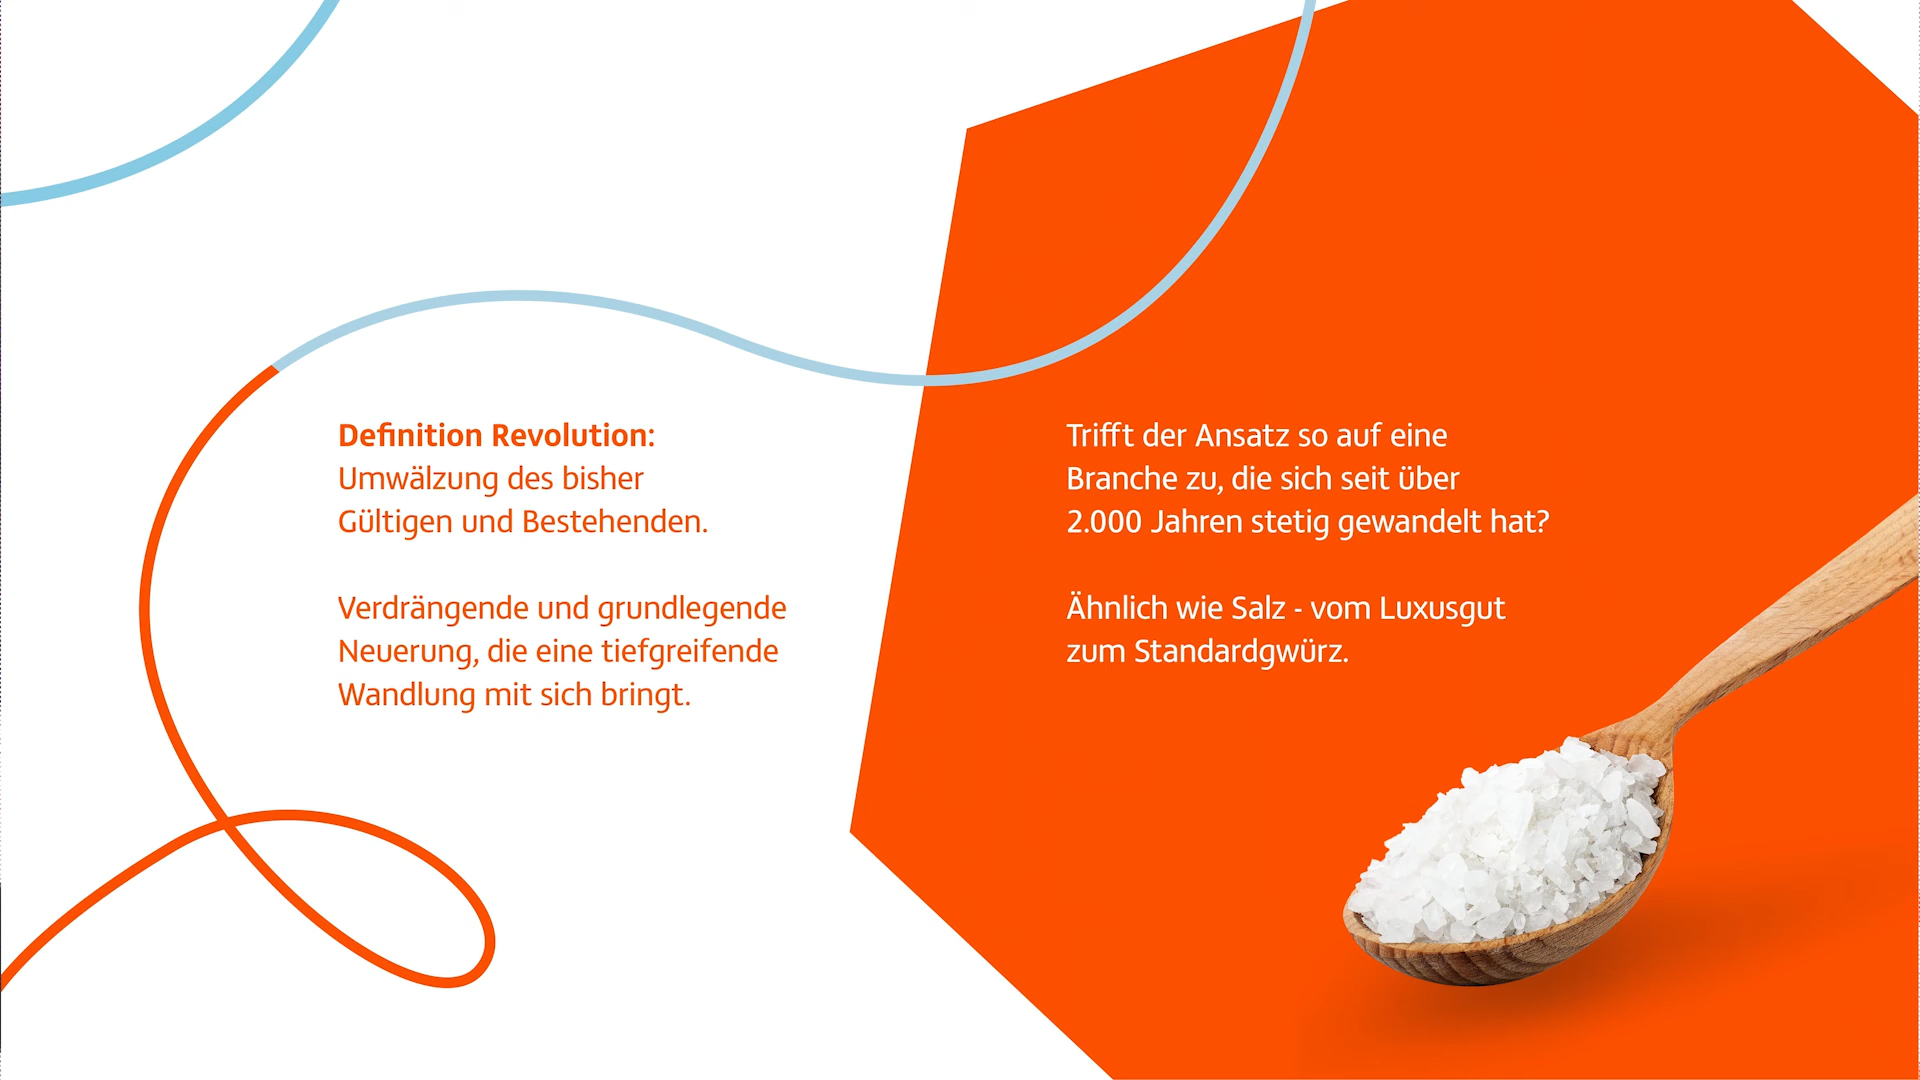 Definition Revolution:
Umwälzung des bisher
Gültigen und Bestehenden.
Verdrängende und grundlegende
Neuerung, die eine tiefgreifende
Wandlung mit sich bringt.
Trifft der Ansatz so auf eine
Branche zu, die sich seit über
2.000 Jahren stetig gewandelt hat?
Ähnlich wie Salz - vom Luxusgut
zum Standardgwürz.